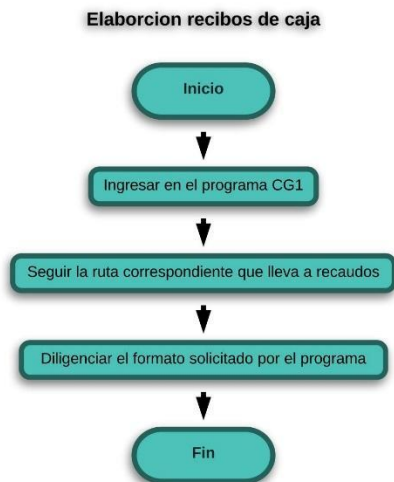 Elaborcion recibos de caja
Inicio
Ingresar en el programa CG1
Seguir la ruta correspondiente que lleva a recaudos
Diligenciar el formato solicitado por el programa
Fin